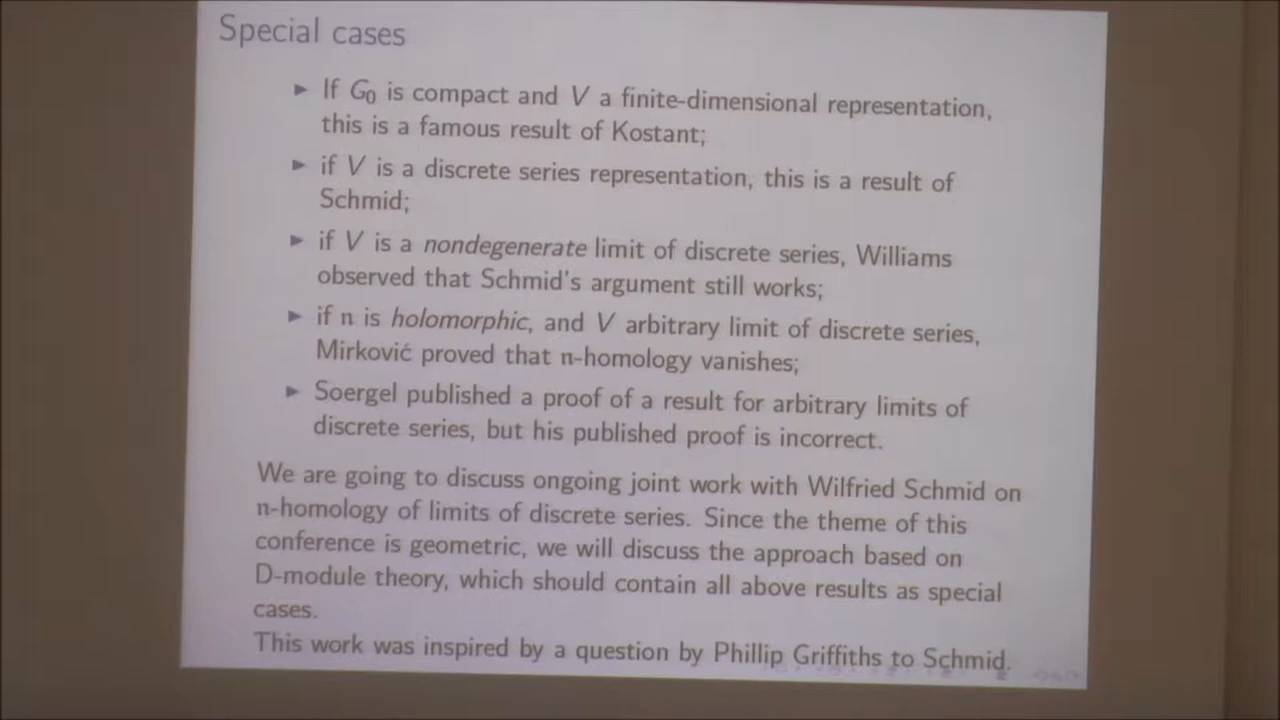 Special cases
► If G₀ is compact and V a finite-dimensional representation,
this is a famous result of Kostant;
► if V is a discrete series representation, this is a result of
Schmid;
► if V is a nondegenerate limit of discrete series, Williams
observed that Schmid's argument still works;
► if n is holomorphic, and V arbitrary limit of discrete series,
Mirković proved that n-homology vanishes;
► Soergel published a proof of a result for arbitrary limits of
discrete series, but his published proof is incorrect.
We are going to discuss ongoing joint work with Wilfried Schmid on
n-homology of limits of discrete series. Since the theme of this
conference is geometric, we will discuss the approach based on
D-module theory, which should contain all above results as special
cases.
This work was inspired by a question by Phillip Griffiths to Schmid.